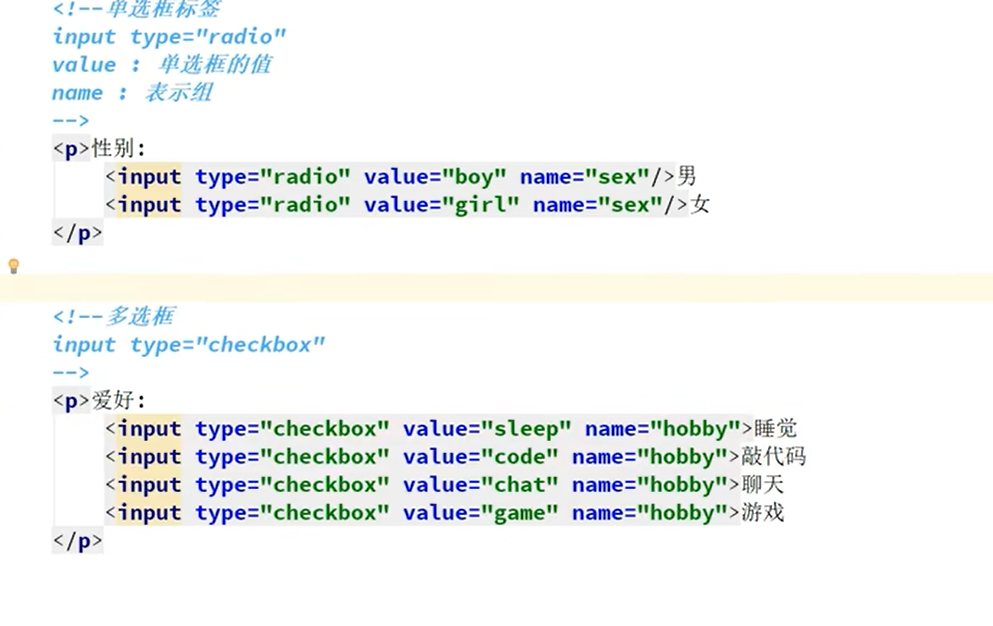 <!--单选框标签
input type="radio"
value : 单选框的值
name : 表示组
-->
<p>性别:
<input type="radio" value="boy" name="sex"/>男
<input type="radio" value="girl" name="sex"/>女
</p>
<!--多选框
input type="checkbox"
-->
<p>爱好:
<input type="checkbox" value="sleep" name="hobby">睡觉
<input type="checkbox" value="code" name="hobby">敲代码
<input type="checkbox" value="chat" name="hobby">聊天
<input type="checkbox" value="game" name="hobby">游戏
</p>